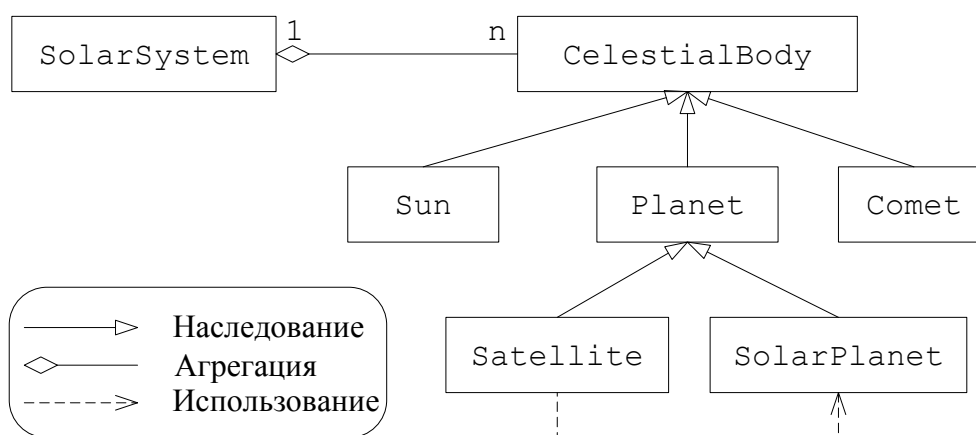 1 n
SolarSystem CelestialBody
Sun Planet Comet
Satellite SolarPlanet
Наследование
Агрегация
Использование